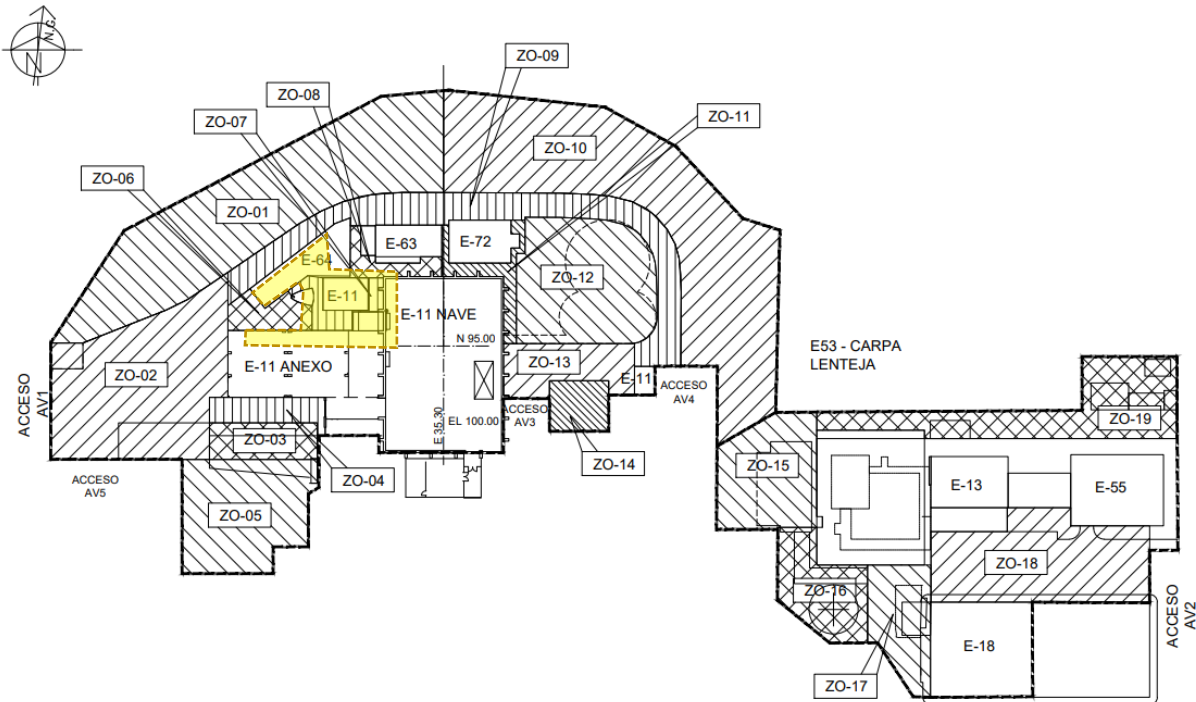 N.G.
N
ZO-09
ZO-08
ZO-11
ZO-07
ZO-10
ZO-06
ZO-01
E-63
E-72
E-64
ZO-12
E-11
E-11 NAVE
N 95.00
E53 - CARPA
LENTEJA
ZO-13
E-11 ANEXO
E-11
ZO-02
ACCESO
AV1
ACCESO
AV4
E 35.30
EL 100.00
ACCESO
AV3
ZO-19
ZO-03
ZO-14
ZO-15
ZO-04
ACCESO
AV5
E-13
E-55
ZO-05
ZO-18
ZO-16
ACCESO
AV2
E-18
ZO-17